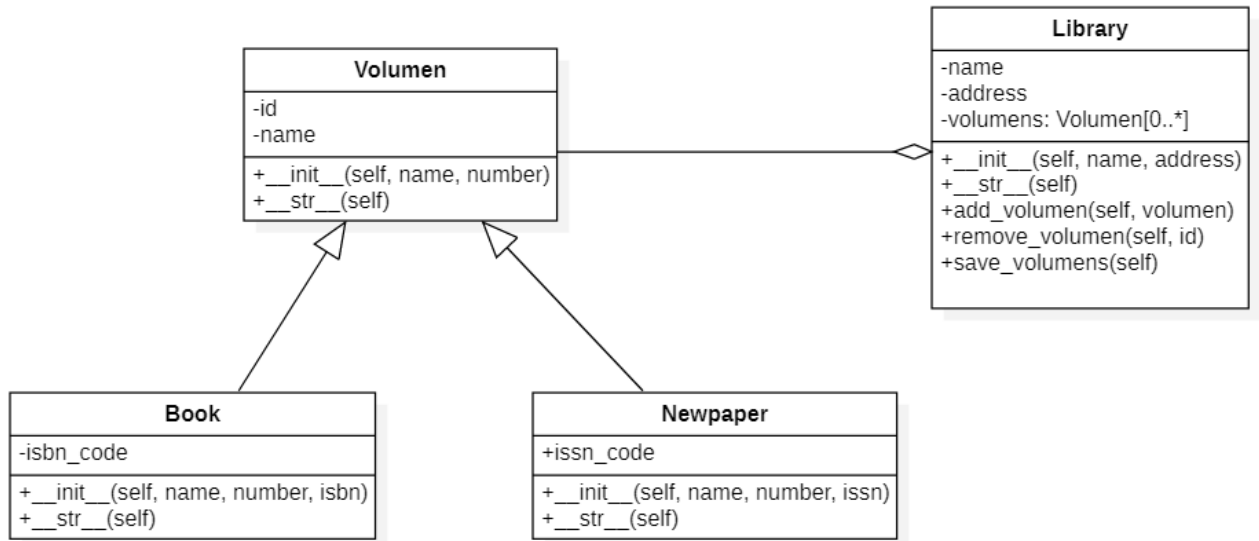 Volumen
-id
-name
+__init__(self, name, number)
+__str__(self)
Library
-name
-address
-volumens: Volumen[0..*]
+__init__(self, name, address)
+__str__(self)
+add_volumen(self, volumen)
+remove_volumen(self, id)
+save_volumens(self)
Book
-isbn_code
+__init__(self, name, number, isbn)
+__str__(self)
Newpaper
+issn_code
+__init__(self, name, number, issn)
+__str__(self)